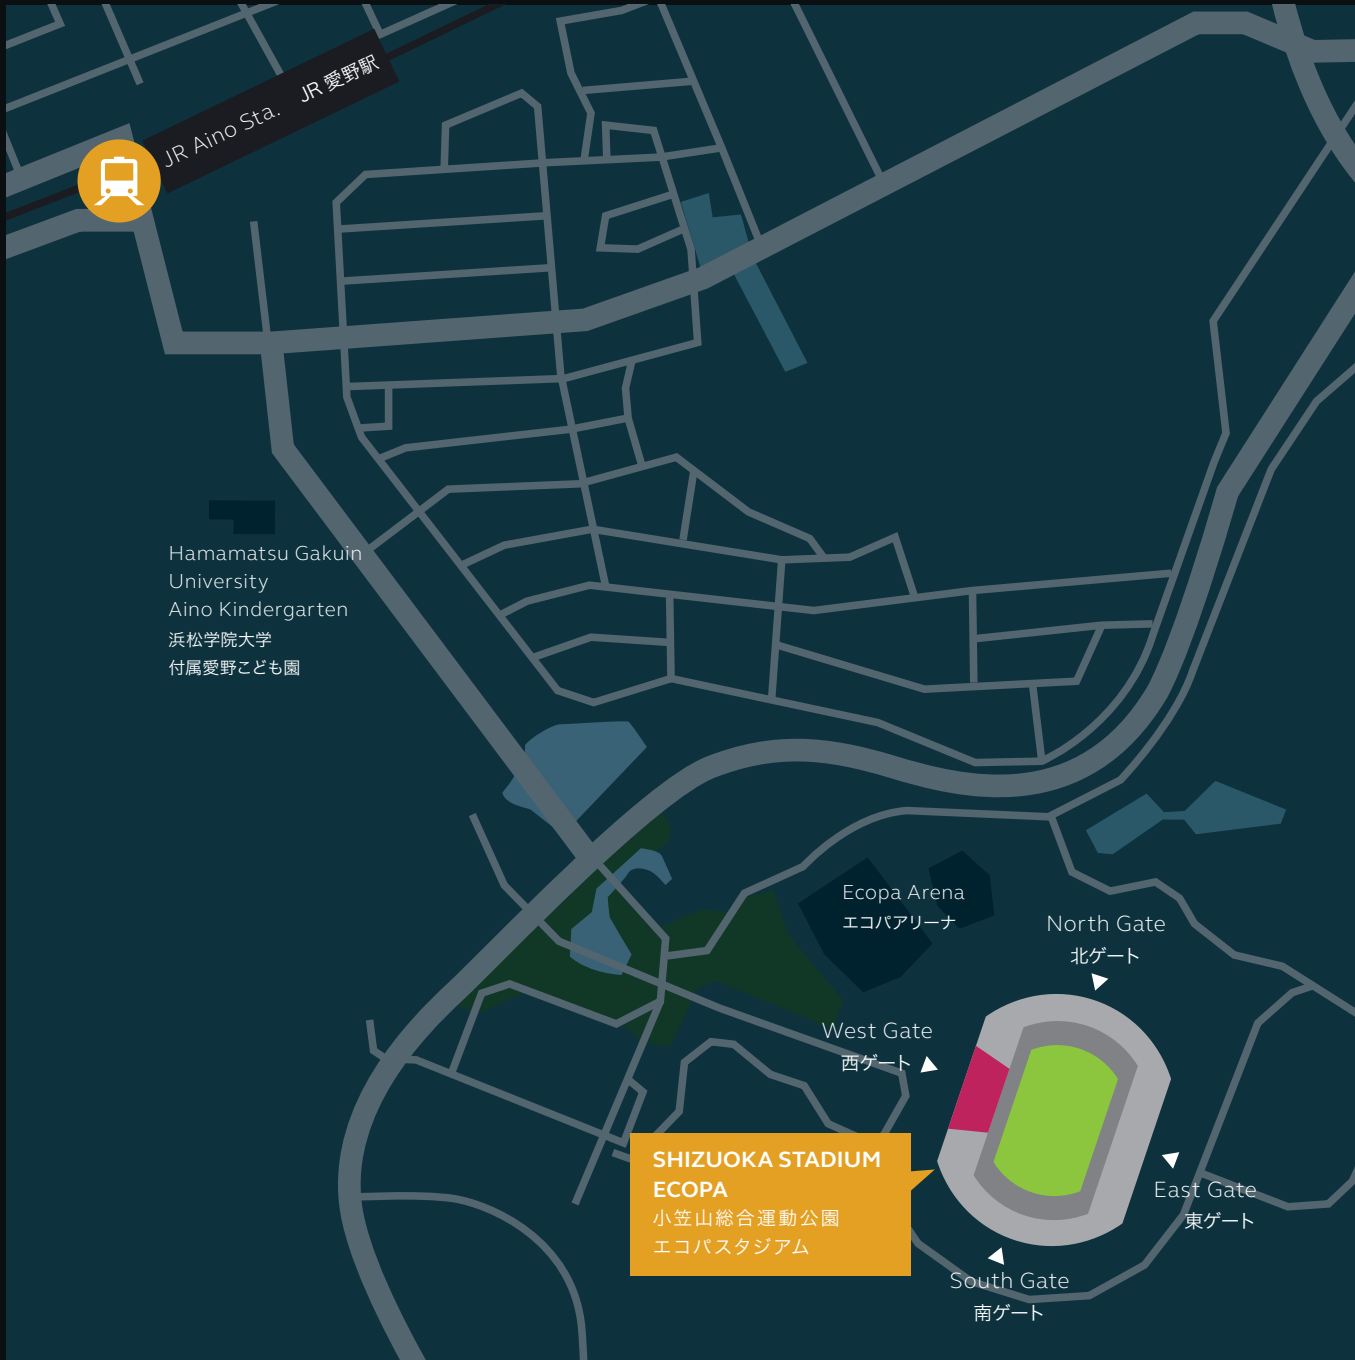 JR Aino Sta. JR 愛野駅
Hamamatsu Gakuin
University
Aino Kindergarten
浜松学院大学
付属愛野こども園
Ecopa Arena
エコパアリーナ
North Gate
北ゲート
West Gate
西ゲート
SHIZUOKA STADIUM
ECOPA
小笠山総合運動公園
エコパスタジアム
East Gate
東ゲート
South Gate
南ゲート